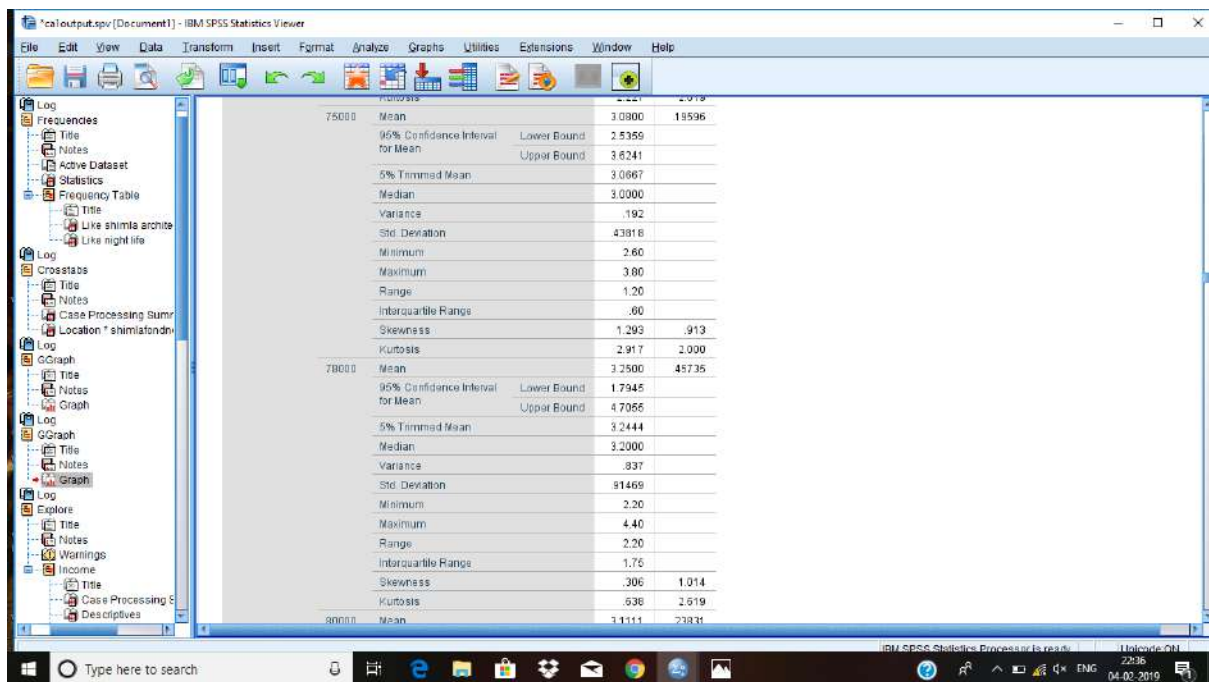 *ca1output.spv [Document1] - IBM SPSS Statistics Viewer
File Edit View Data Transform Insert Format Analyze Graphs Utilities Extensions Window Help
Log
Frequencies
Title
Notes
Active Dataset
Statistics
Frequency Table
Title
Like shimla archite
Like night life
Log
Crosstabs
Title
Notes
Case Processing Sumr
Location * shimlafondn
Log
GGraph
Title
Notes
Graph
Log
GGraph
Title
Notes
Graph
Log
Explore
Title
Notes
Warnings
Income
Title
Case Processing S
Descriptives
Kurtosis 2.227 2.019
75000 Mean 3.0800 .19596
95% Confidence Interval for Mean Lower Bound 2.5359
Upper Bound 3.6241
5% Trimmed Mean 3.0667
Median 3.0000
Variance .192
Std. Deviation .43818
Minimum 2.60
Maximum 3.80
Range 1.20
Interquartile Range .60
Skewness 1.293 .913
Kurtosis 2.917 2.000
78000 Mean 3.2500 .45735
95% Confidence Interval for Mean Lower Bound 1.7945
Upper Bound 4.7055
5% Trimmed Mean 3.2444
Median 3.2000
Variance .837
Std. Deviation .91469
Minimum 2.20
Maximum 4.40
Range 2.20
Interquartile Range 1.75
Skewness .306 1.014
Kurtosis .638 2.619
80000 Mean 3.1111 .23831
IBM SPSS Statistics Processor is ready Unicode:ON
Type here to search
ENG
22:36
04-02-2019